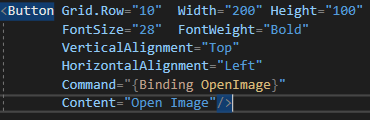 <Button Grid.Row="10"  Width="200" Height="100"
FontSize="28"  FontWeight="Bold"
VerticalAlignment="Top"
HorizontalAlignment="Left"
Command="{Binding OpenImage}"
Content="Open Image"/>